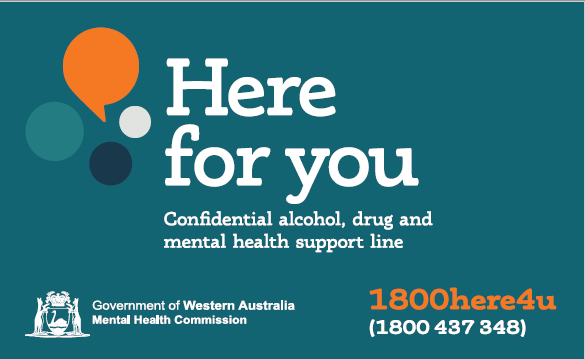 Here
for you
Confidential alcohol, drug and
mental health support line
Government of Western Australia
Mental Health Commission
1800here4u
(1800 437 348)